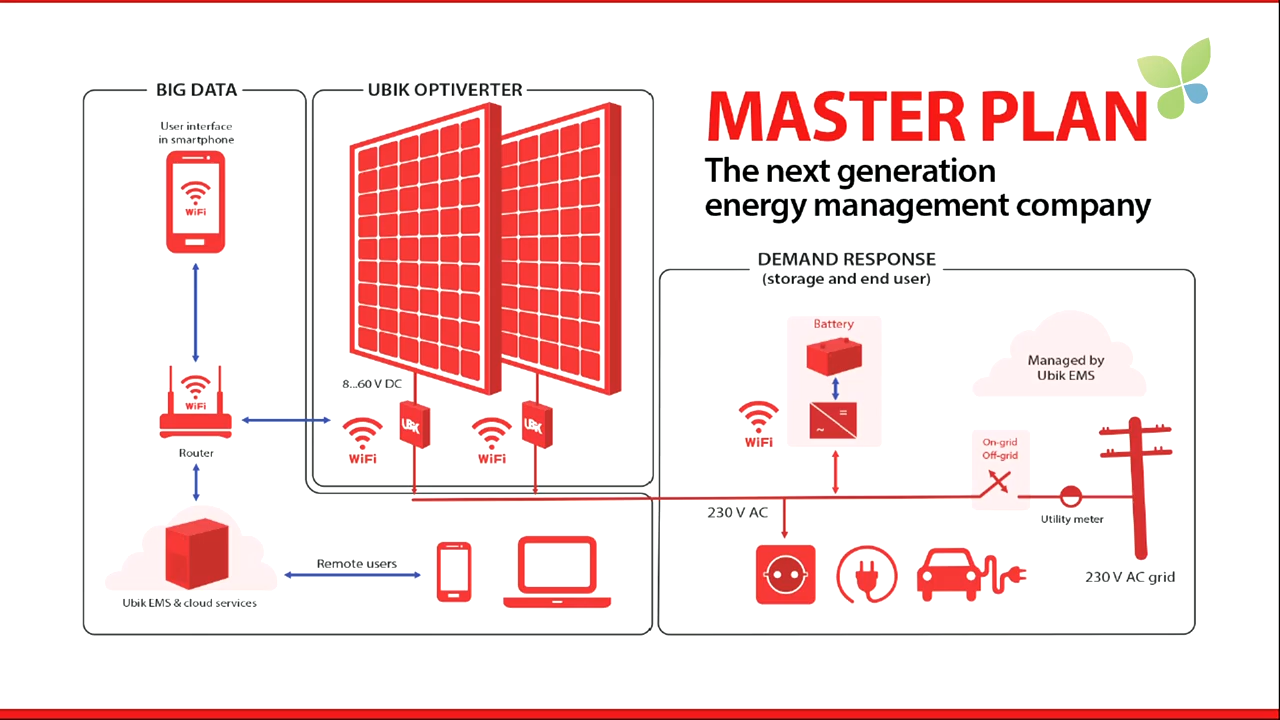 BIG DATA
User interface
in smartphone
WiFi
WiFi
Router
Ubik EMS & cloud services
Remote users
UBIK OPTIVERTER
8...60 V DC
UBIK
UBIK
WiFi
WiFi
MASTER PLAN
The next generation
energy management company
DEMAND RESPONSE
(storage and end user)
Battery
=
~
WiFi
Managed by
Ubik EMS
On-grid
Off-grid
230 V AC
Utility meter
230 V AC grid